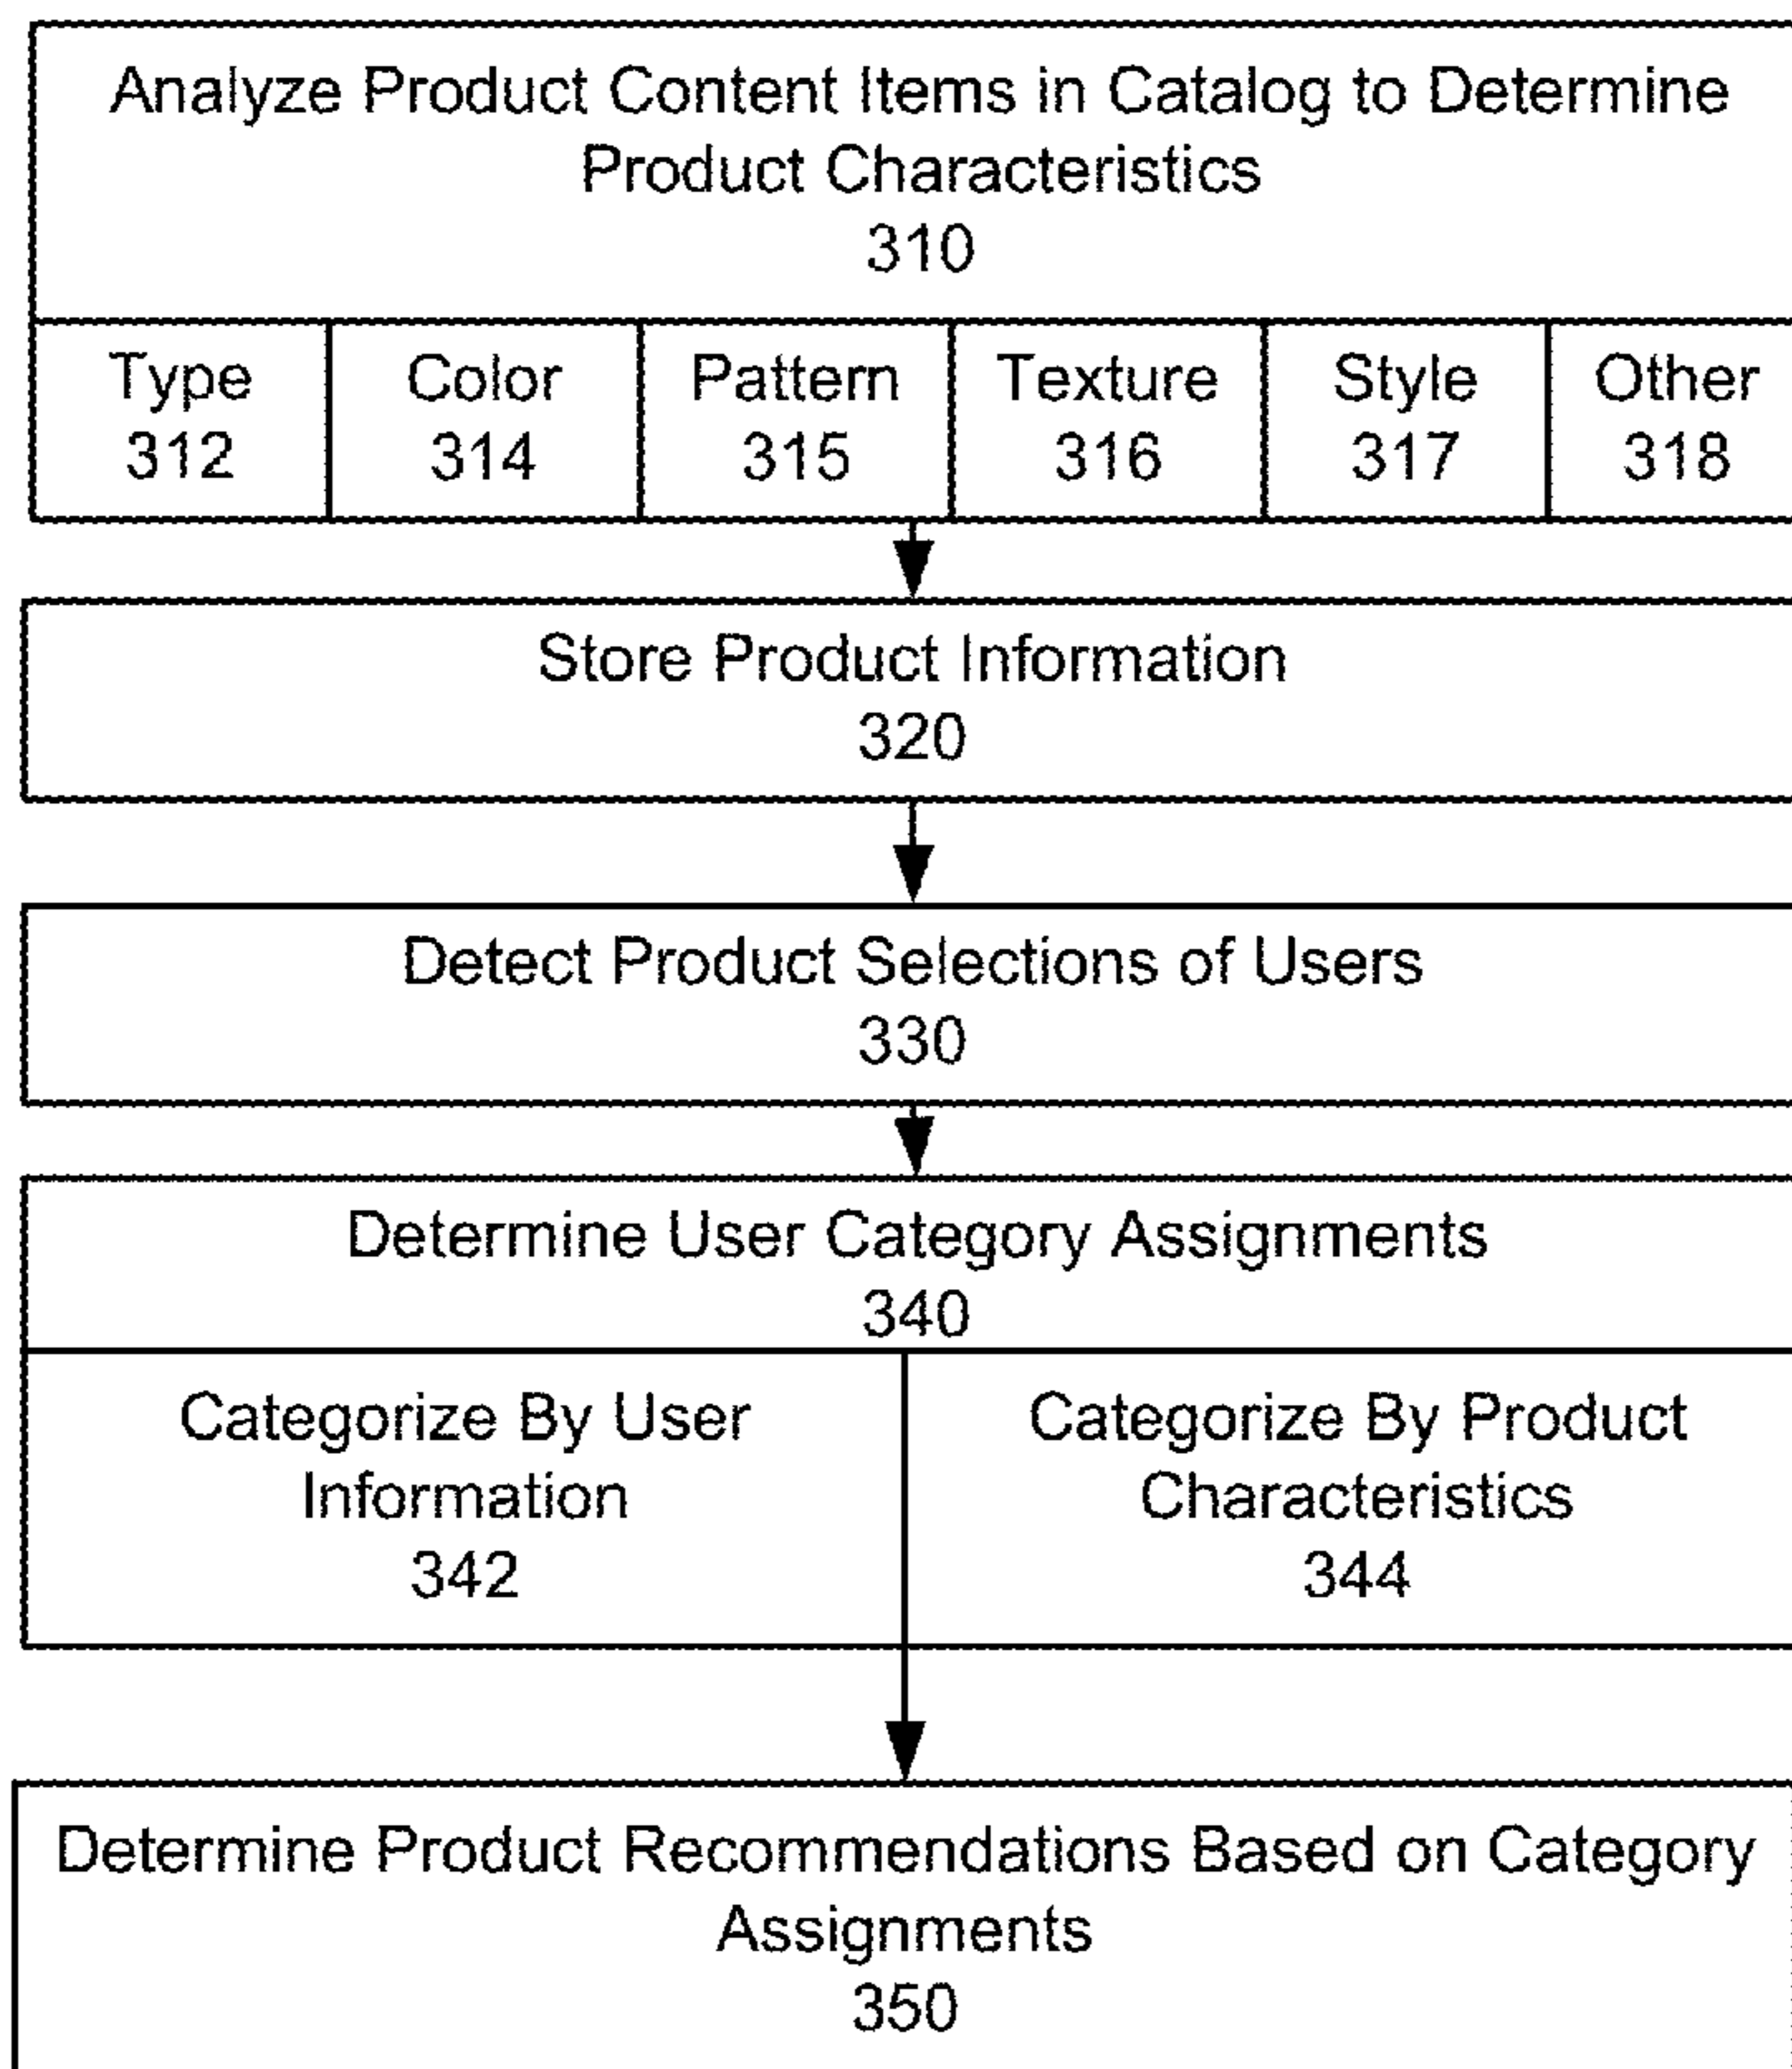 Analyze Product Content Items in Catalog to Determine
Product Characteristics
310
Type
312
Color
314
Pattern
315
Texture
316
Style
317
Other
318
Store Product Information
320
Detect Product Selections of Users
330
Determine User Category Assignments
340
Categorize By User
Information
342
Categorize By Product
Characteristics
344
Determine Product Recommendations Based on Category
Assignments
350